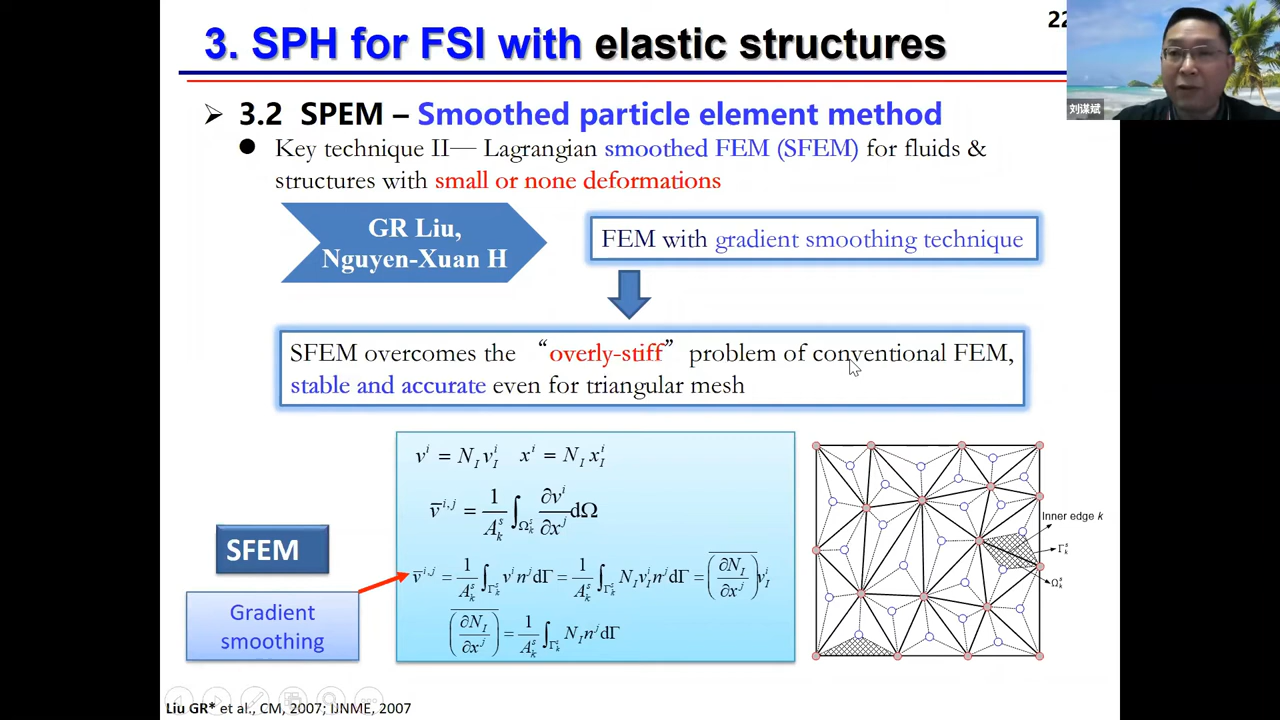 3. SPH for FSI with elastic structures
22
刘谋斌
➢ 3.2 SPEM – Smoothed particle element method
● Key technique II— Lagrangian smoothed FEM (SFEM) for fluids &
structures with small or none deformations
GR Liu,
Nguyen-Xuan H
FEM with gradient smoothing technique
SFEM overcomes the “overly-stiff” problem of conventional FEM,
stable and accurate even for triangular mesh
v^i = N_I v_I^i x^i = N_I x_I^i
v̄^{i,j} = 1/A_k^s ∫_{Ω_k^s} ∂v^i/∂x^j dΩ
v̄^{i,j} = 1/A_k^s ∫_{Γ_k^s} v^i n^j dΓ = 1/A_k^s ∫_{Γ_k^s} N_I v_I^i n^j dΓ = \overline{(∂N_I/∂x^j)} v_I^i
\overline{(∂N_I/∂x^j)} = 1/A_k^s ∫_{Γ_k^s} N_I n^j dΓ
SFEM
Gradient
smoothing
Inner edge k
Γ_k^s
Ω_k^s
Liu GR* et al., CM, 2007; IJNME, 2007